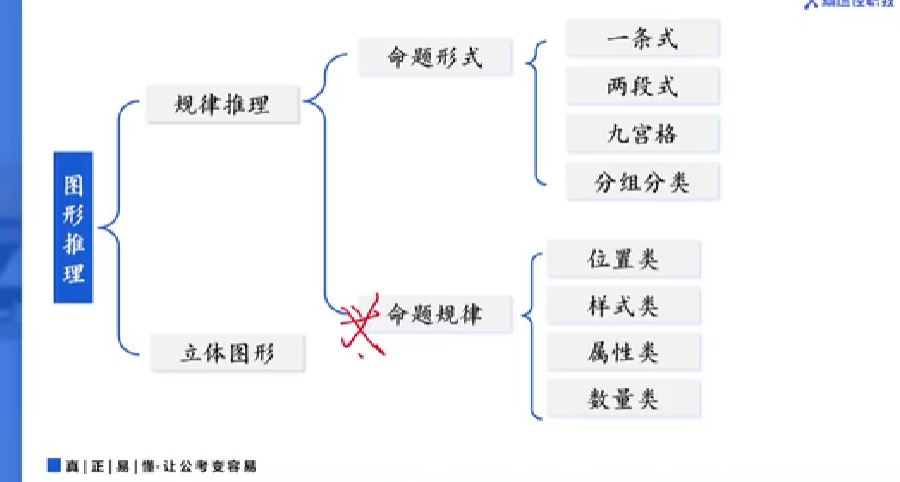 图形推理
规律推理
命题形式
一条式
两段式
九宫格
分组分类
命题规律
位置类
样式类
属性类
数量类
立体图形
真|正|易|懂·让公考变容易